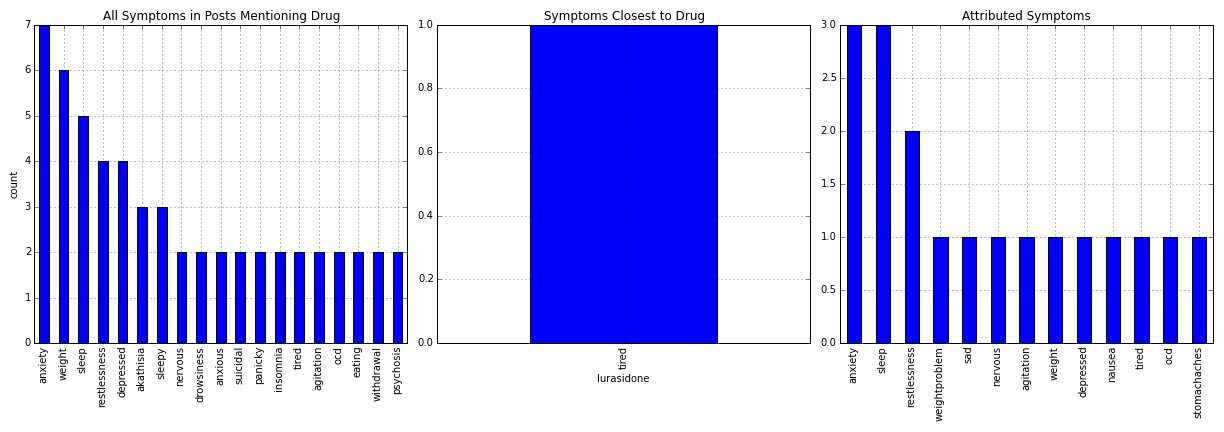 All Symptoms in Posts Mentioning Drug
7
6
5
4
3
2
1
0
count
anxiety
weight
sleep
restlessness
depressed
akathisia
sleepy
nervous
drowsiness
anxious
suicidal
panicky
insomnia
tired
agitation
ocd
eating
withdrawal
psychosis
Symptoms Closest to Drug
1.0
0.8
0.6
0.4
0.2
0.0
tired
lurasidone
Attributed Symptoms
3.0
2.5
2.0
1.5
1.0
0.5
0.0
anxiety
sleep
restlessness
weightproblem
sad
nervous
agitation
weight
depressed
nausea
tired
ocd
stomachaches